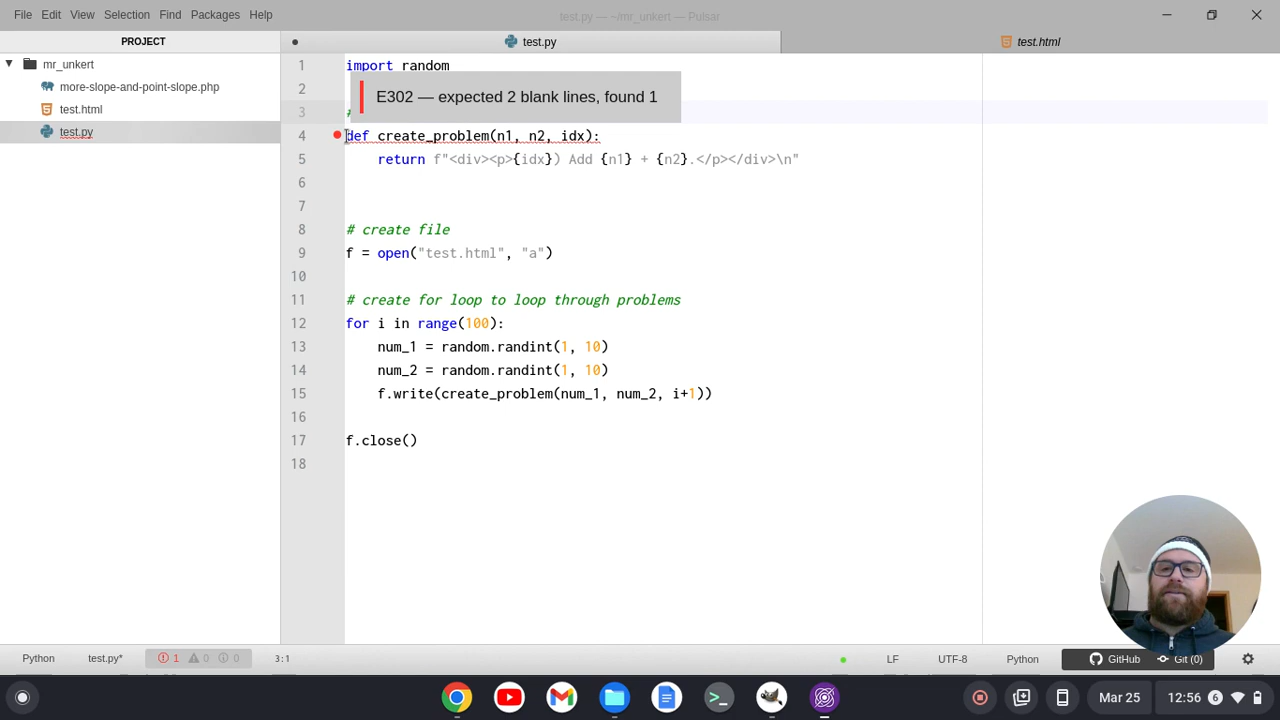 File Edit View Selection Find Packages Help
test.py — ~/mr_unkert — Pulsar
PROJECT
mr_unkert
more-slope-and-point-slope.php
test.html
test.py
test.py
test.html
1 import random
2
E302 — expected 2 blank lines, found 1
3 #
4 def create_problem(n1, n2, idx):
5 return f"<div><p>{idx}) Add {n1} + {n2}.</p></div>\n"
6
7
8 # create file
9 f = open("test.html", "a")
10
11 # create for loop to loop through problems
12 for i in range(100):
13 num_1 = random.randint(1, 10)
14 num_2 = random.randint(1, 10)
15 f.write(create_problem(num_1, num_2, i+1))
16
17 f.close()
18
Python test.py* 1 0 0 3:1 LF UTF-8 Python GitHub Git (0)
Mar 25 12:56 6